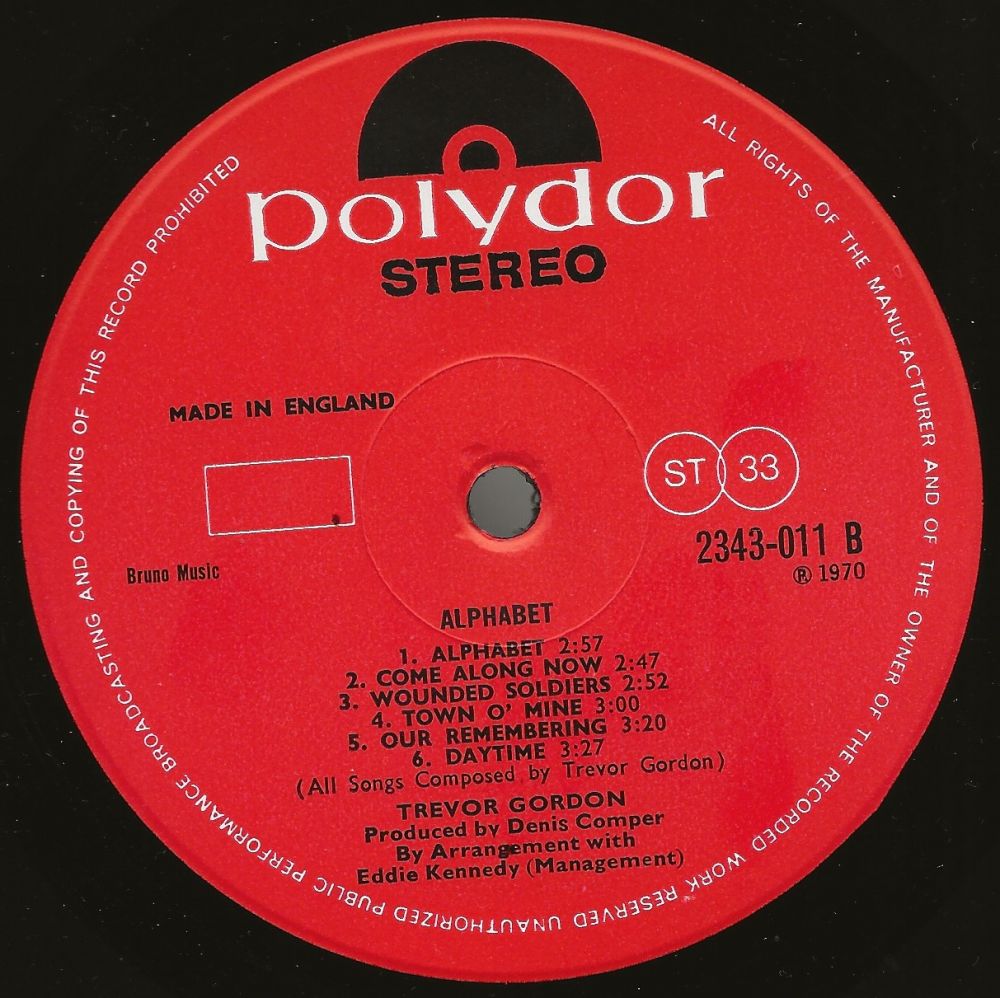 polydor
STEREO
ALL RIGHTS OF THE MANUFACTURER AND OF THE OWNER OF THE RECORDED WORK RESERVED UNAUTHORIZED PUBLIC PERFORMANCE BROADCASTING AND COPYING OF THIS RECORD PROHIBITED
MADE IN ENGLAND
ST 33
2343-011 B
Ⓡ 1970
Bruno Music
ALPHABET
1. ALPHABET 2:57
2. COME ALONG NOW 2:47
3. WOUNDED SOLDIERS 2:52
4. TOWN O' MINE 3:00
5. OUR REMEMBERING 3:20
6. DAYTIME 3:27
(All Songs Composed by Trevor Gordon)
TREVOR GORDON
Produced by Denis Comper
By Arrangement with
Eddie Kennedy (Management)